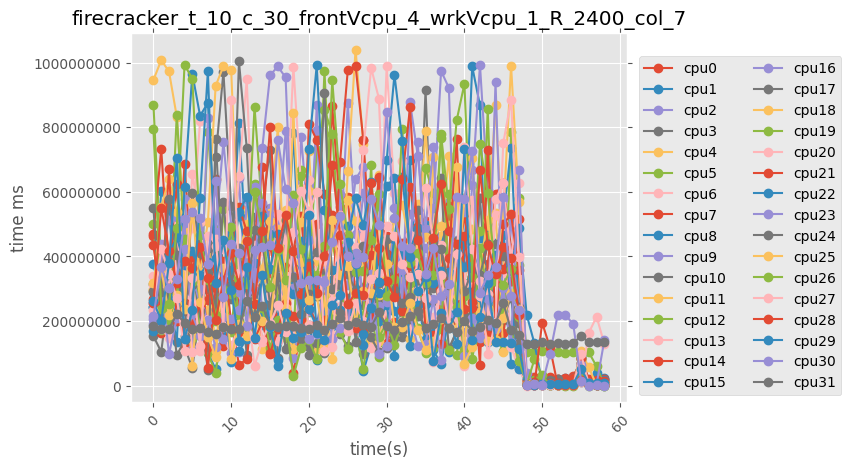 firecracker_t_10_c_30_frontVcpu_4_wrkVcpu_1_R_2400_col_7
time ms
1000000000
800000000
600000000
400000000
200000000
0
0
10
20
30
40
50
60
time(s)
cpu0
cpu1
cpu2
cpu3
cpu4
cpu5
cpu6
cpu7
cpu8
cpu9
cpu10
cpu11
cpu12
cpu13
cpu14
cpu15
cpu16
cpu17
cpu18
cpu19
cpu20
cpu21
cpu22
cpu23
cpu24
cpu25
cpu26
cpu27
cpu28
cpu29
cpu30
cpu31